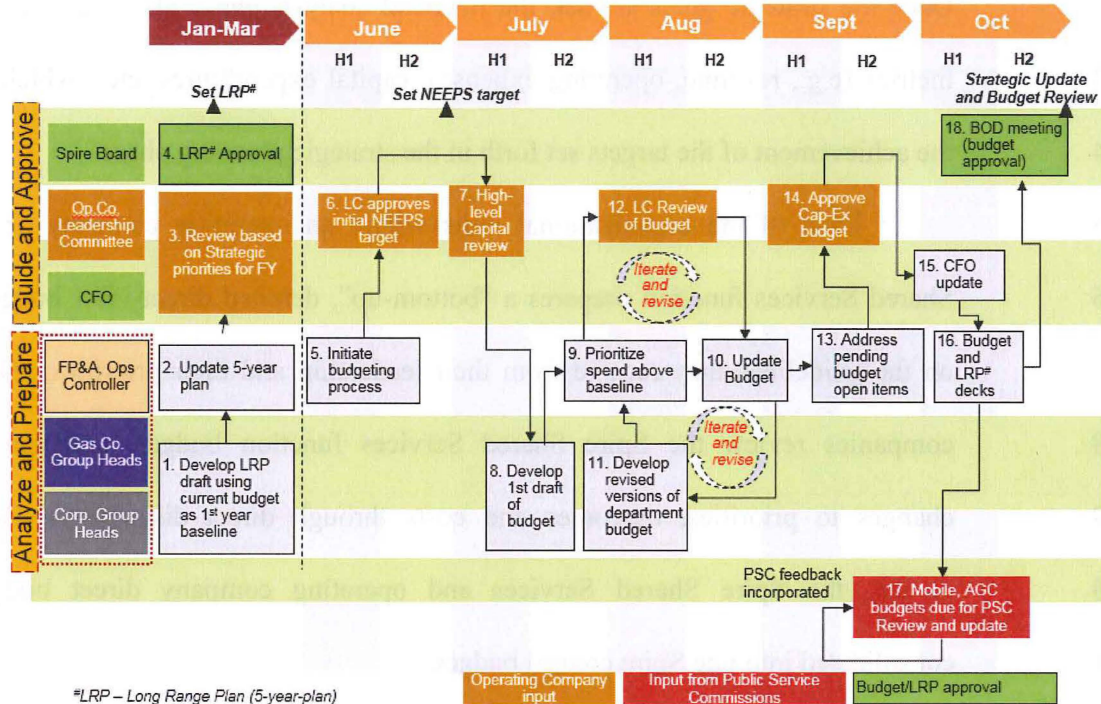 Jan-Mar
June
July
Aug
Sept
Oct
H1
H2
H1
H2
H1
H2
H1
H2
H1
H2
Set LRP#
Set NEEPS target
Strategic Update
and Budget Review
Guide and Approve
Spire Board
Op.Co.
Leadership
Committee
CFO
4. LRP# Approval
3. Review based
on Strategic
priorities for FY
6. LC approves
initial NEEPS
target
7. High-
level
Capital
review
12. LC Review
of Budget
14. Approve
Cap-Ex
budget
18. BOD meeting
(budget
approval)
15. CFO
update
Iterate
and
revise
Analyze and Prepare
FP&A, Ops
Controller
Gas Co.
Group Heads
Corp. Group
Heads
2. Update 5-year
plan
1. Develop LRP
draft using
current budget
as 1st year
baseline
5. Initiate
budgeting
process
9. Prioritize
spend above
baseline
10. Update
Budget
13. Address
pending
budget
open items
16. Budget
and
LRP#
decks
8. Develop
1st draft
of
budget
11. Develop
revised
versions of
department
budget
Iterate
and
revise
PSC feedback
incorporated
17. Mobile, AGC
budgets due for PSC
Review and update
#LRP – Long Range Plan (5-year-plan)
Operating Company
input
Input from Public Service
Commissions
Budget/LRP approval